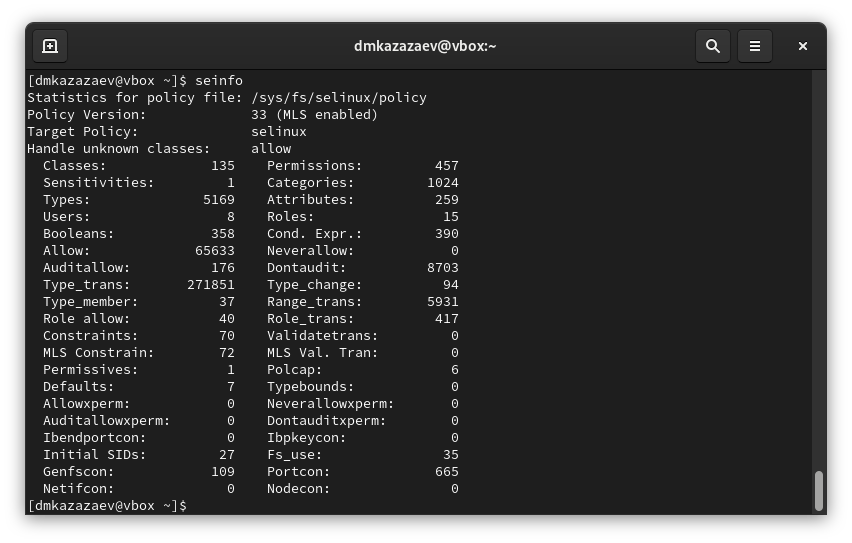 dmkazazaev@vbox:~
[dmkazazaev@vbox ~]$ seinfo
Statistics for policy file: /sys/fs/selinux/policy
Policy Version:             33 (MLS enabled)
Target Policy:              selinux
Handle unknown classes:     allow
  Classes:             135    Permissions:         457
  Sensitivities:         1    Categories:         1024
  Types:              5169    Attributes:          259
  Users:                 8    Roles:                15
  Booleans:            358    Cond. Expr.:         390
  Allow:             65633    Neverallow:            0
  Auditallow:          176    Dontaudit:          8703
  Type_trans:       271851    Type_change:          94
  Type_member:          37    Range_trans:        5931
  Role allow:           40    Role_trans:          417
  Constraints:          70    Validatetrans:         0
  MLS Constrain:        72    MLS Val. Tran:         0
  Permissives:           1    Polcap:                6
  Defaults:              7    Typebounds:            0
  Allowxperm:            0    Neverallowxperm:       0
  Auditallowxperm:       0    Dontauditxperm:        0
  Ibendportcon:          0    Ibpkeycon:             0
  Initial SIDs:         27    Fs_use:               35
  Genfscon:            109    Portcon:             665
  Netifcon:              0    Nodecon:               0
[dmkazazaev@vbox ~]$